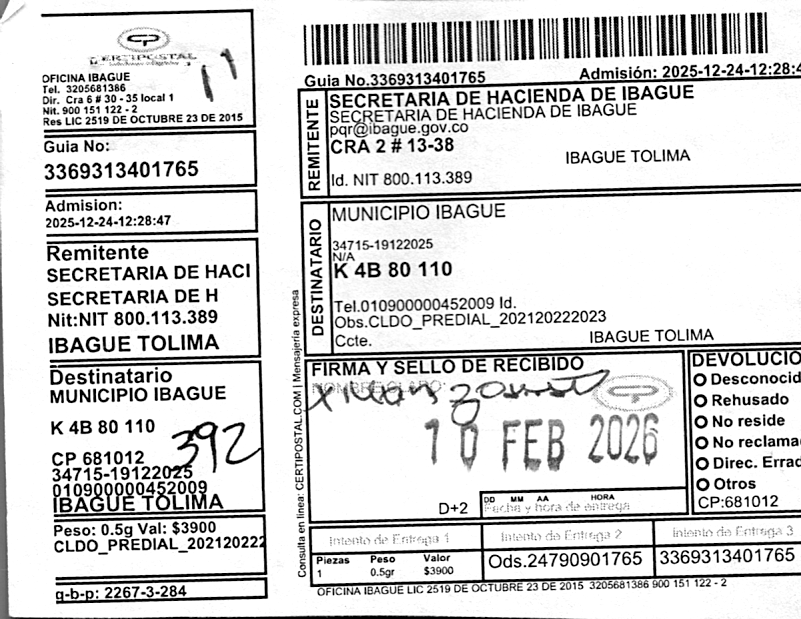 CERTIPOSTAL
OFICINA IBAGUE
Tel. 3205681386
Dir. Cra 6 # 30 - 35 local 1
Nit. 900 151 122 - 2
Res LIC 2519 DE OCTUBRE 23 DE 2015
Guia No:
3369313401765
Admision:
2025-12-24-12:28:47
Remitente
SECRETARIA DE HACI
SECRETARIA DE H
Nit:NIT 800.113.389
IBAGUE TOLIMA
Destinatario
MUNICIPIO IBAGUE
K 4B 80 110
392
CP 681012
34715-19122025
010900000452009
IBAGUE TOLIMA
Peso: 0.5g Val: $3900
CLDO_PREDIAL_202120222
g-b-p: 2267-3-284
Consulta en linea: CERTIPOSTAL.COM | Mensajería expresa
Guia No.3369313401765 Admisión: 2025-12-24-12:28:4
REMITENTE
SECRETARIA DE HACIENDA DE IBAGUE
SECRETARIA DE HACIENDA DE IBAGUE
pqr@ibague.gov.co
CRA 2 # 13-38
IBAGUE TOLIMA
Id. NIT 800.113.389
DESTINATARIO
MUNICIPIO IBAGUE
34715-19122025
N/A
K 4B 80 110
Tel.010900000452009 Id.
Obs.CLDO_PREDIAL_202120222023
Ccte. IBAGUE TOLIMA
FIRMA Y SELLO DE RECIBIDO
10 FEB 2026
D+2
DD MM AA HORA
Fecha y hora de entrega
DEVOLUCIO
Desconocid
Rehusado
No reside
No reclama
Direc. Errad
Otros
CP:681012
Intento de Entrega 1 Intento de Entrega 2 Intento de Entrega 3
Piezas Peso Valor
1 0.5gr $3900
Ods.24790901765 3369313401765
OFICINA IBAGUE LIC 2519 DE OCTUBRE 23 DE 2015 3205681386 900 151 122 - 2